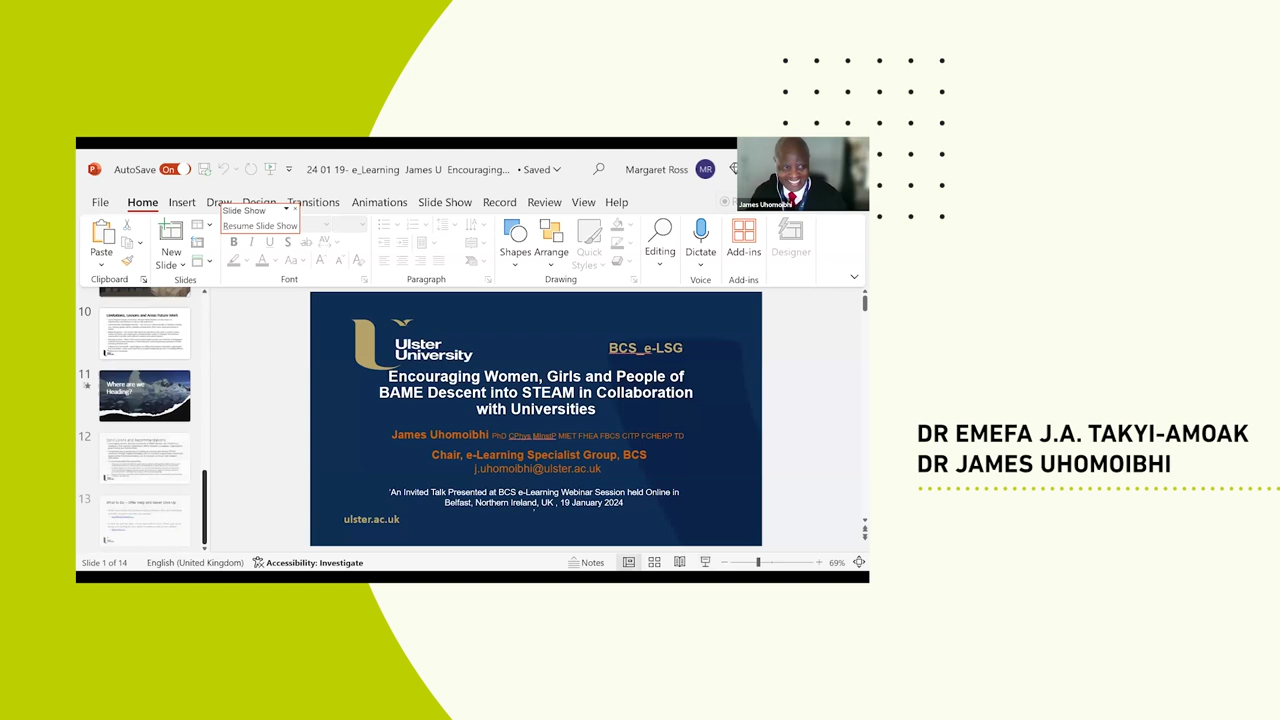 AutoSave On 24 01 19- e_Learning James U Encouraging... • Saved Margaret Ross MR
James Uhomoibhi
File Home Insert Draw Design Transitions Animations Slide Show Record Review View Help
Slide Show
Resume Slide Show
Paste New Slide Shapes Arrange Quick Styles Editing Dictate Add-ins Designer
B I U S ab AV
Aa A A A
Clipboard Slides Font Paragraph Drawing Voice Add-ins
10
11
Where are we
Heading?
12
13
Ulster
University
BCS_e-LSG
Encouraging Women, Girls and People of
BAME Descent into STEAM in Collaboration
with Universities
James Uhomoibhi PhD CPhys MInstP MIET FHEA FBCS CITP FCHERP TD
Chair, e-Learning Specialist Group, BCS
j.uhomoibhi@ulster.ac.uk
'An Invited Talk Presented at BCS e-Learning Webinar Session held Online in
Belfast, Northern Ireland, UK , 19 January 2024
ulster.ac.uk
Slide 1 of 14 English (United Kingdom) Accessibility: Investigate Notes 69%
DR EMEFA J.A. TAKYI-AMOAK
DR JAMES UHOMOIBHI